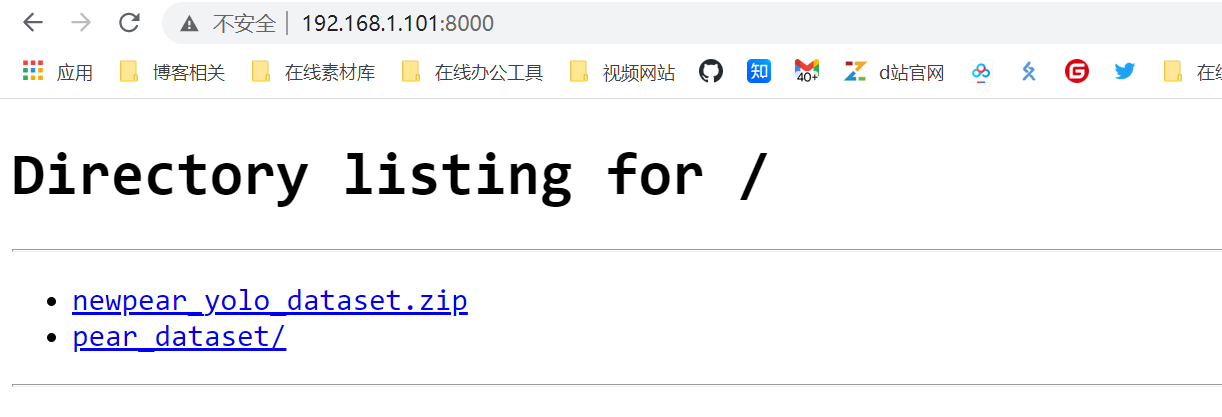 不安全 192.168.1.101:8000
应用 博客相关 在线素材库 在线办公工具 视频网站 知 40+ d站官网 G 在线
Directory listing for /
newpear_yolo_dataset.zip
pear_dataset/